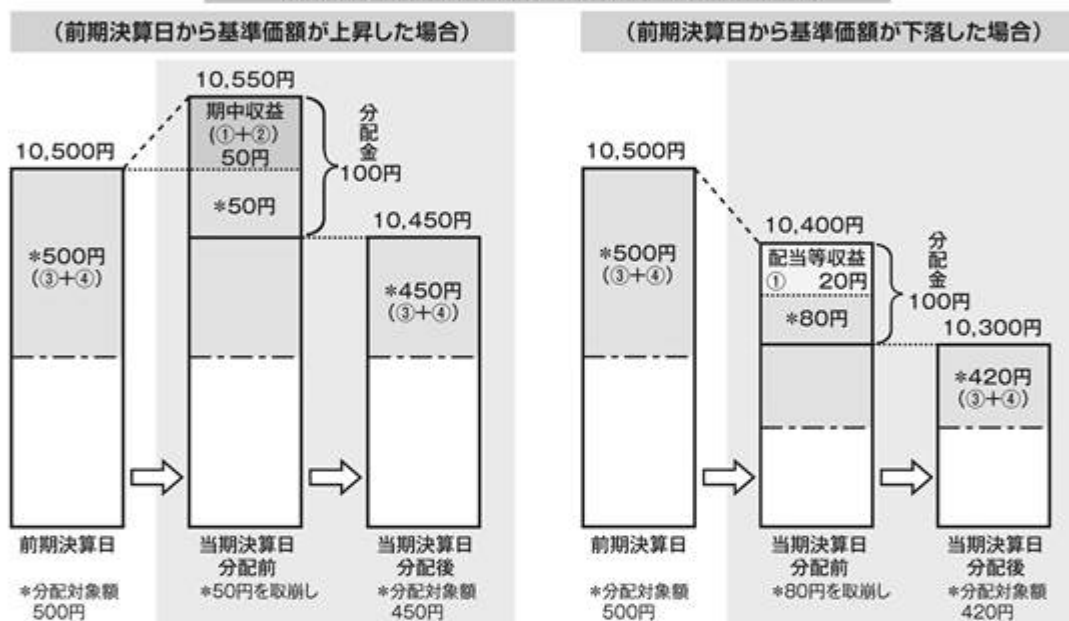 (前期決算日から基準価額が上昇した場合)
10,550円
期中収益
(①+②)
50円
*50円
分配金
100円
10,500円
*500円
(③+④)
10,450円
*450円
(③+④)
前期決算日
当期決算日
分配前
当期決算日
分配後
*分配対象額
500円
*50円を取崩し
*分配対象額
450円
(前期決算日から基準価額が下落した場合)
10,500円
*500円
(③+④)
10,400円
配当等収益
① 20円
*80円
分配金
100円
10,300円
*420円
(③+④)
前期決算日
当期決算日
分配前
当期決算日
分配後
*分配対象額
500円
*80円を取崩し
*分配対象額
420円